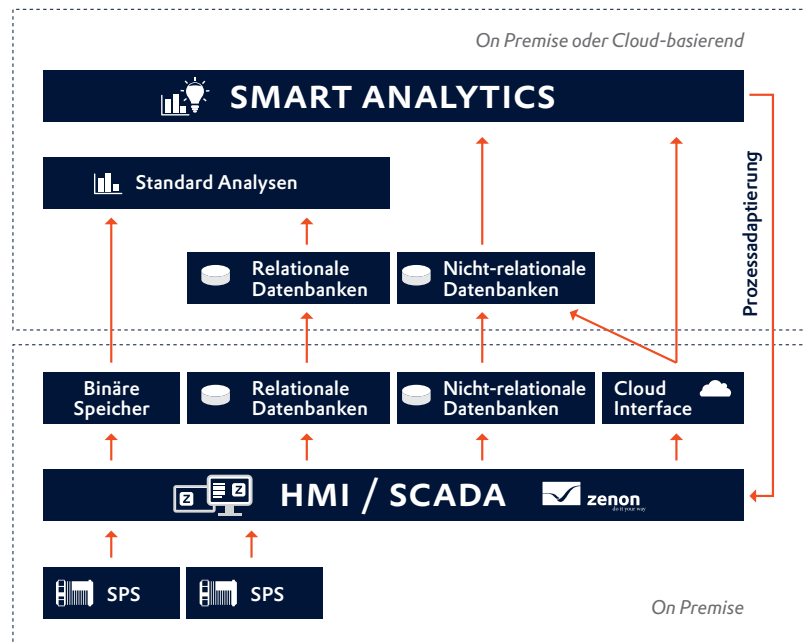 On Premise oder Cloud-basierend
SMART ANALYTICS
Prozessadaptierung
Standard Analysen
Relationale
Datenbanken
Nicht-relationale
Datenbanken
Binäre
Speicher
Relationale
Datenbanken
Nicht-relationale
Datenbanken
Cloud
Interface
Z
Z
HMI / SCADA
zenon
do it your way
SPS
SPS
On Premise